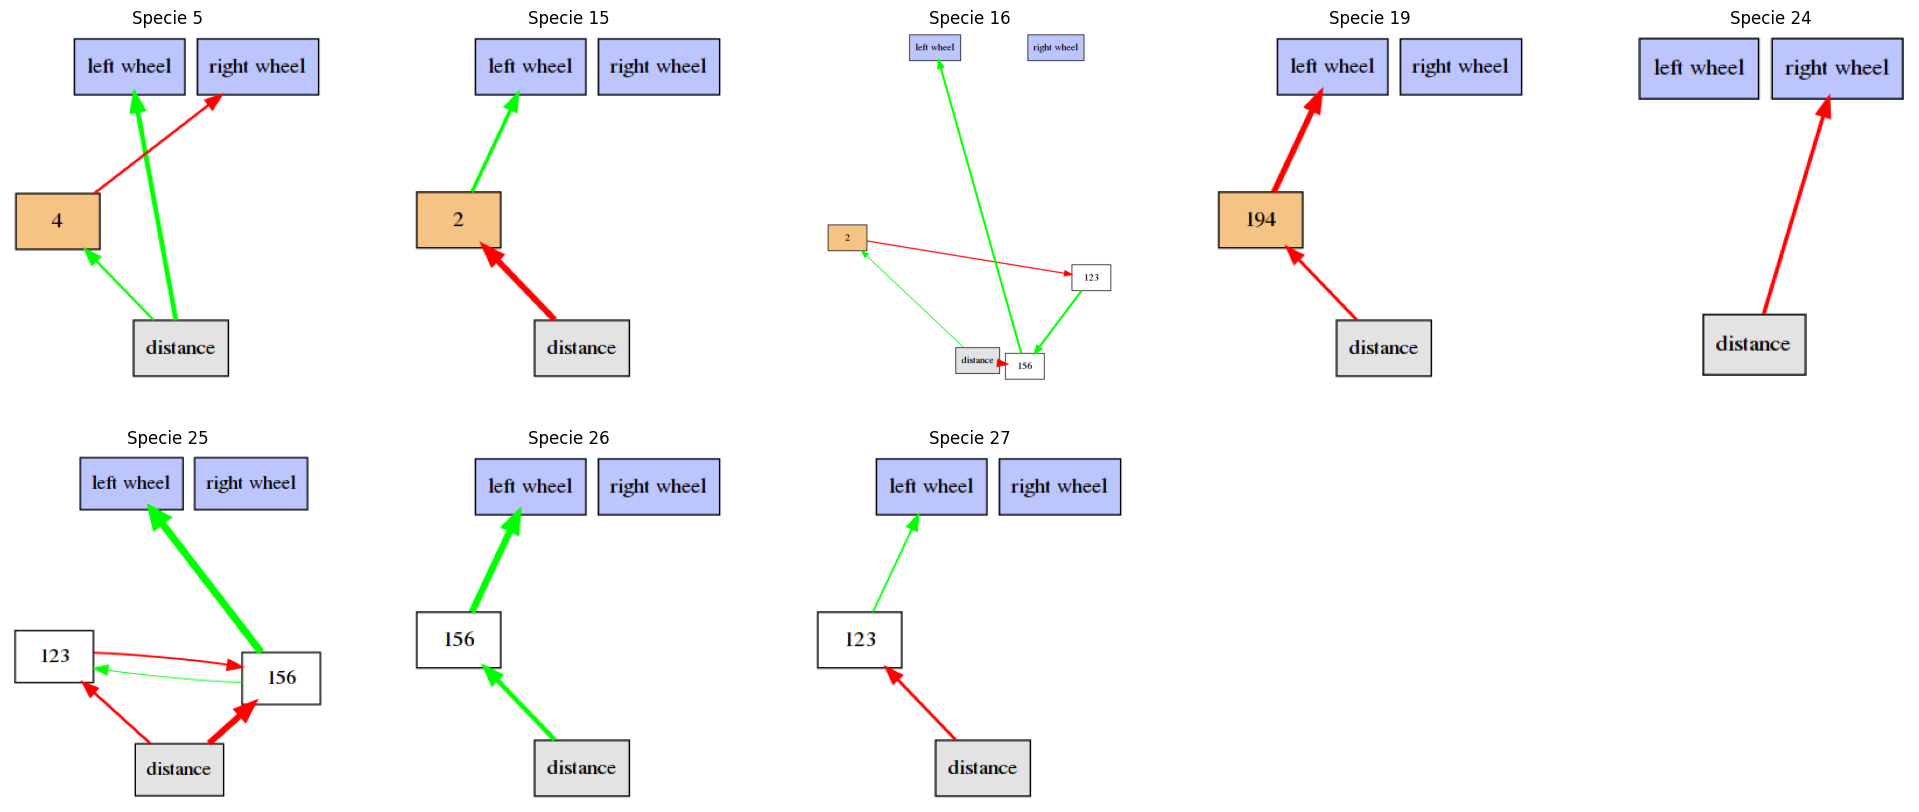 Specie 5
left wheel right wheel
4
distance
Specie 15
left wheel right wheel
2
distance
Specie 16
left wheel right wheel
2
123
distance
156
Specie 19
left wheel right wheel
194
distance
Specie 24
left wheel right wheel
distance
Specie 25
left wheel right wheel
123
156
distance
Specie 26
left wheel right wheel
156
distance
Specie 27
left wheel right wheel
123
distance